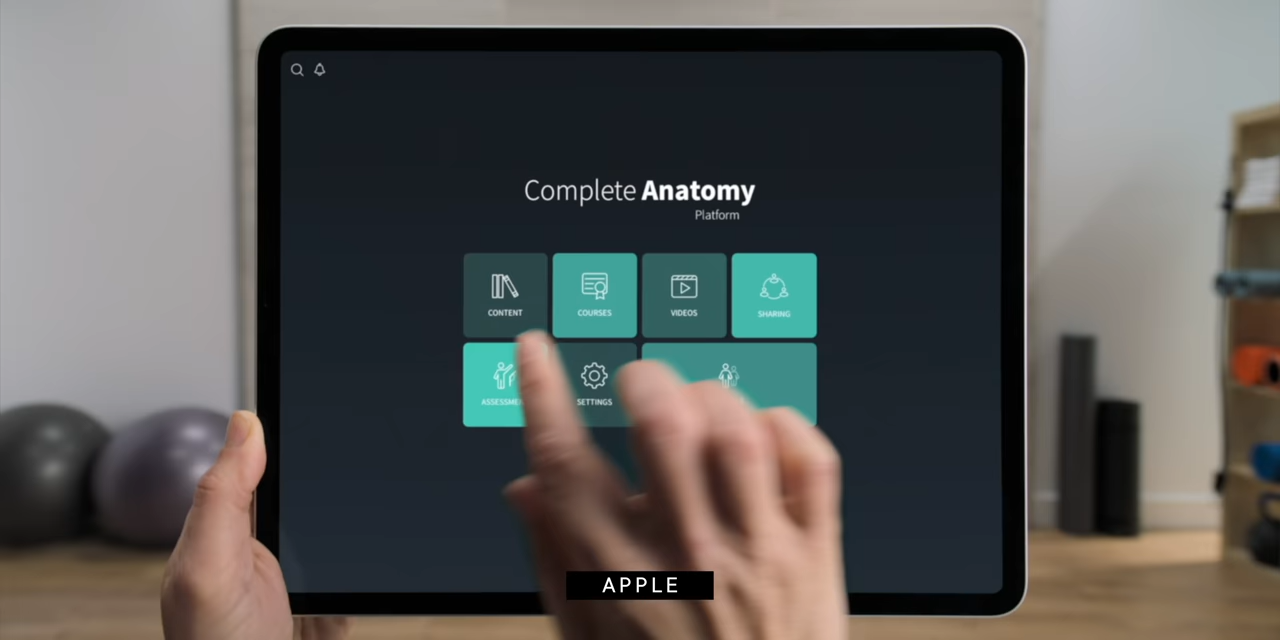 Complete Anatomy
Platform
CONTENT
COURSES
VIDEOS
SHARING
SETTINGS
APPLE